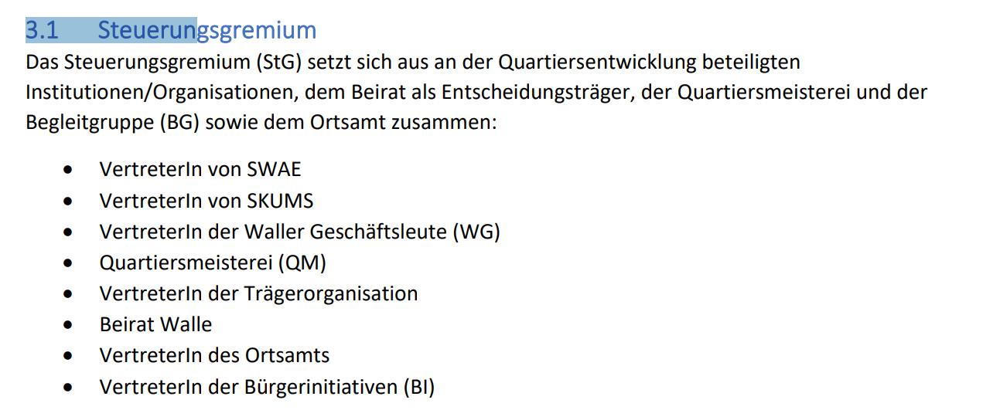 3.1 Steuerungsgremium
Das Steuerungsgremium (StG) setzt sich aus an der Quartiersentwicklung beteiligten
Institutionen/Organisationen, dem Beirat als Entscheidungsträger, der Quartiersmeisterei und der
Begleitgruppe (BG) sowie dem Ortsamt zusammen:
• VertreterIn von SWAE
• VertreterIn von SKUMS
• VertreterIn der Waller Geschäftsleute (WG)
• Quartiersmeisterei (QM)
• VertreterIn der Trägerorganisation
• Beirat Walle
• VertreterIn des Ortsamts
• VertreterIn der Bürgerinitiativen (BI)